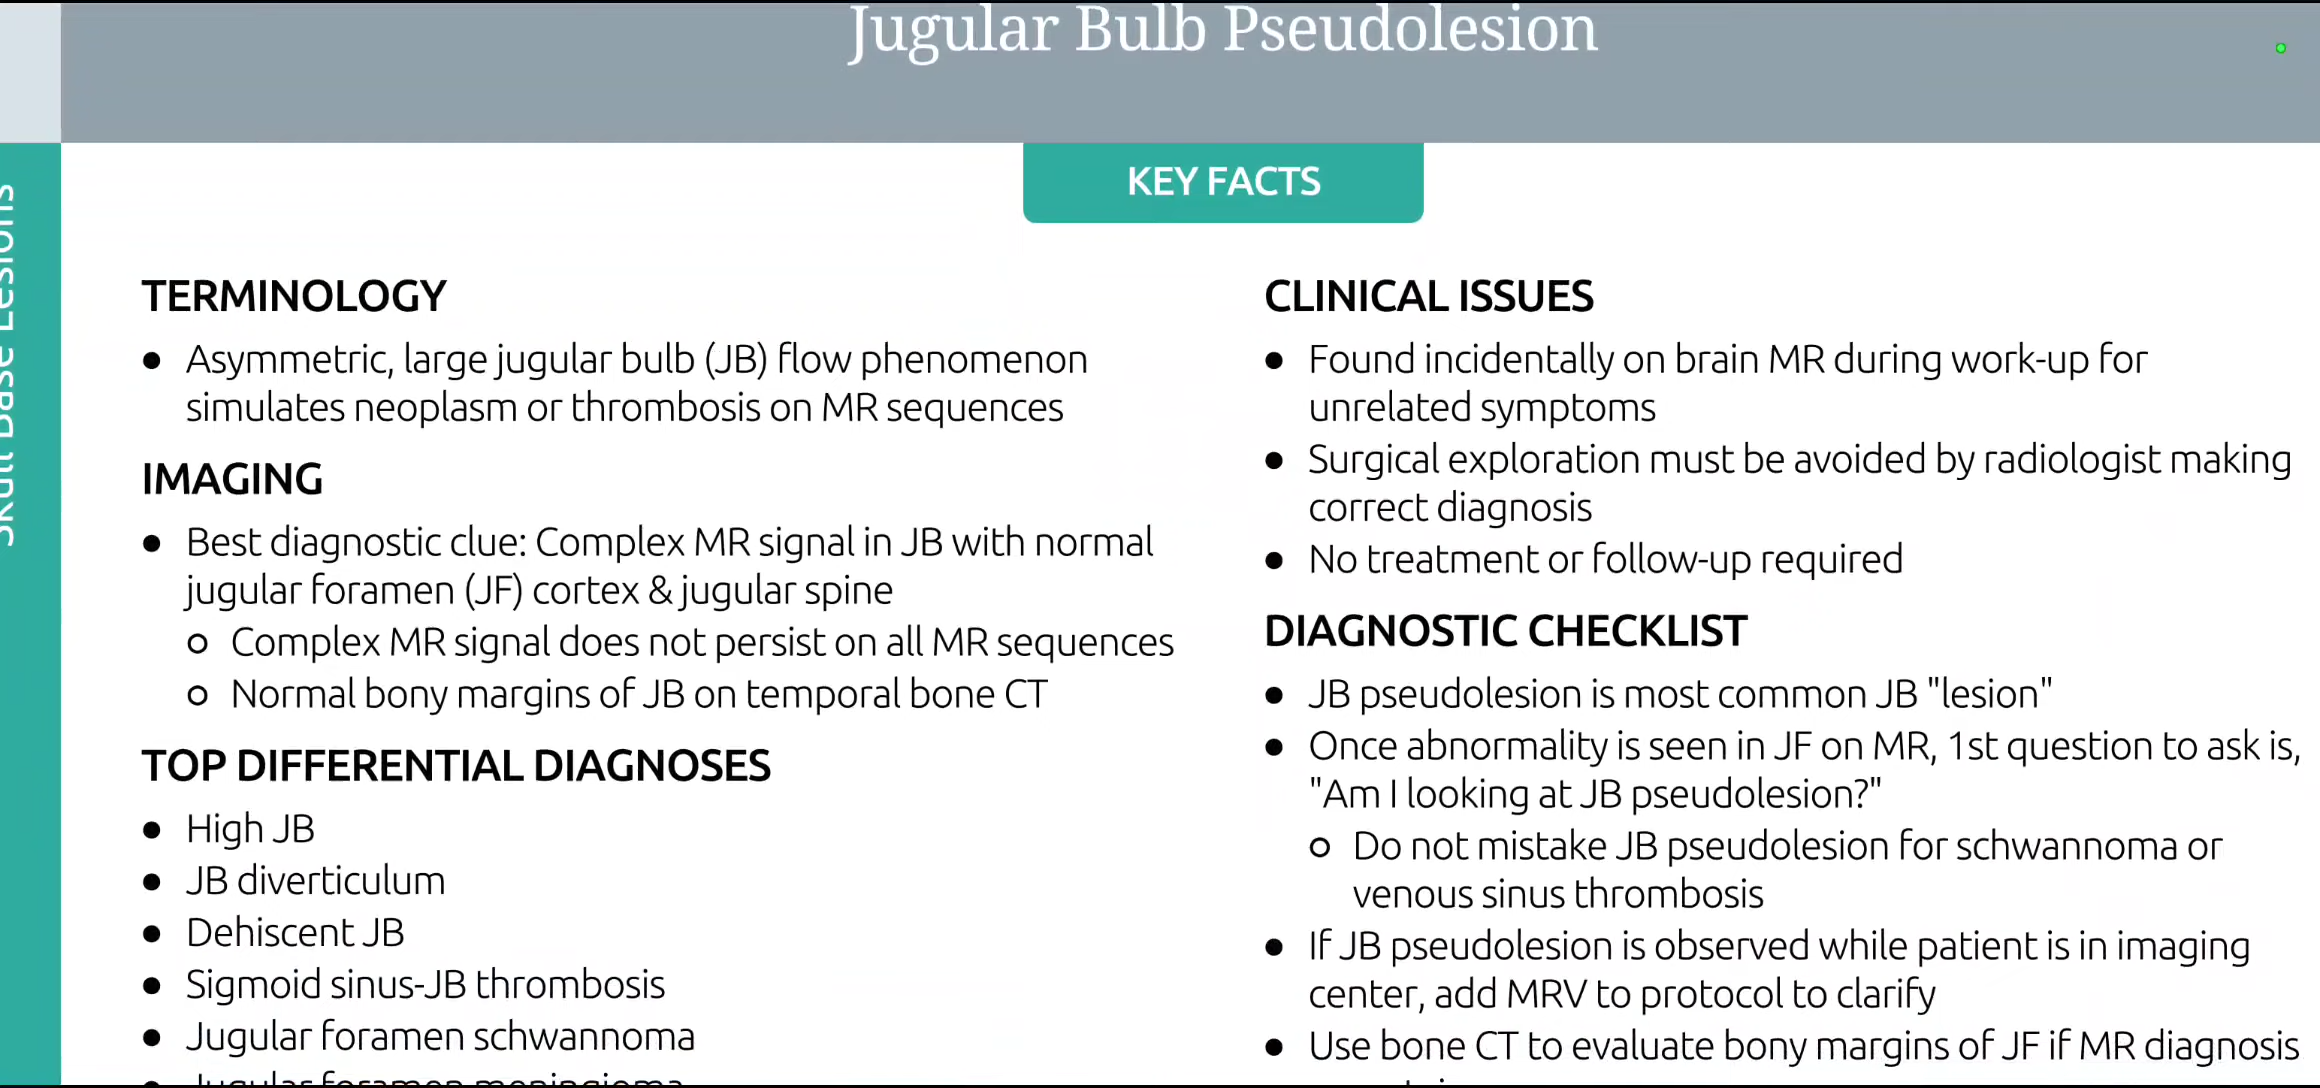 Jugular Bulb Pseudolesion
Skull Base Lesions
KEY FACTS
TERMINOLOGY
● Asymmetric, large jugular bulb (JB) flow phenomenon
simulates neoplasm or thrombosis on MR sequences
IMAGING
● Best diagnostic clue: Complex MR signal in JB with normal
jugular foramen (JF) cortex & jugular spine
○ Complex MR signal does not persist on all MR sequences
○ Normal bony margins of JB on temporal bone CT
TOP DIFFERENTIAL DIAGNOSES
● High JB
● JB diverticulum
● Dehiscent JB
● Sigmoid sinus-JB thrombosis
● Jugular foramen schwannoma
● Jugular foramen meningioma
CLINICAL ISSUES
● Found incidentally on brain MR during work-up for
unrelated symptoms
● Surgical exploration must be avoided by radiologist making
correct diagnosis
● No treatment or follow-up required
DIAGNOSTIC CHECKLIST
● JB pseudolesion is most common JB "lesion"
● Once abnormality is seen in JF on MR, 1st question to ask is,
"Am I looking at JB pseudolesion?"
○ Do not mistake JB pseudolesion for schwannoma or
venous sinus thrombosis
● If JB pseudolesion is observed while patient is in imaging
center, add MRV to protocol to clarify
● Use bone CT to evaluate bony margins of JF if MR diagnosis